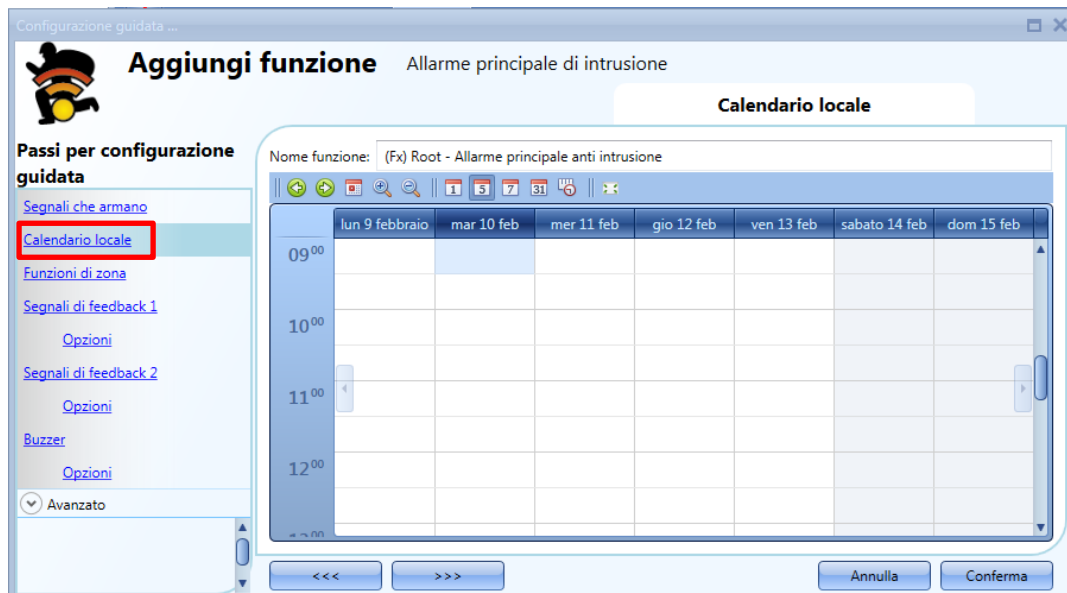 Configurazione guidata ...
Aggiungi funzione
Allarme principale di intrusione
Calendario locale
Passi per configurazione
guidata
Segnali che armano
Calendario locale
Funzioni di zona
Segnali di feedback 1
Opzioni
Segnali di feedback 2
Opzioni
Buzzer
Opzioni
Avanzato
Nome funzione: (Fx) Root - Allarme principale anti intrusione
1 5 7 31
lun 9 febbraio mar 10 feb mer 11 feb gio 12 feb ven 13 feb sabato 14 feb dom 15 feb
09 00
10 00
11 00
12 00
<<< >>> Annulla Conferma